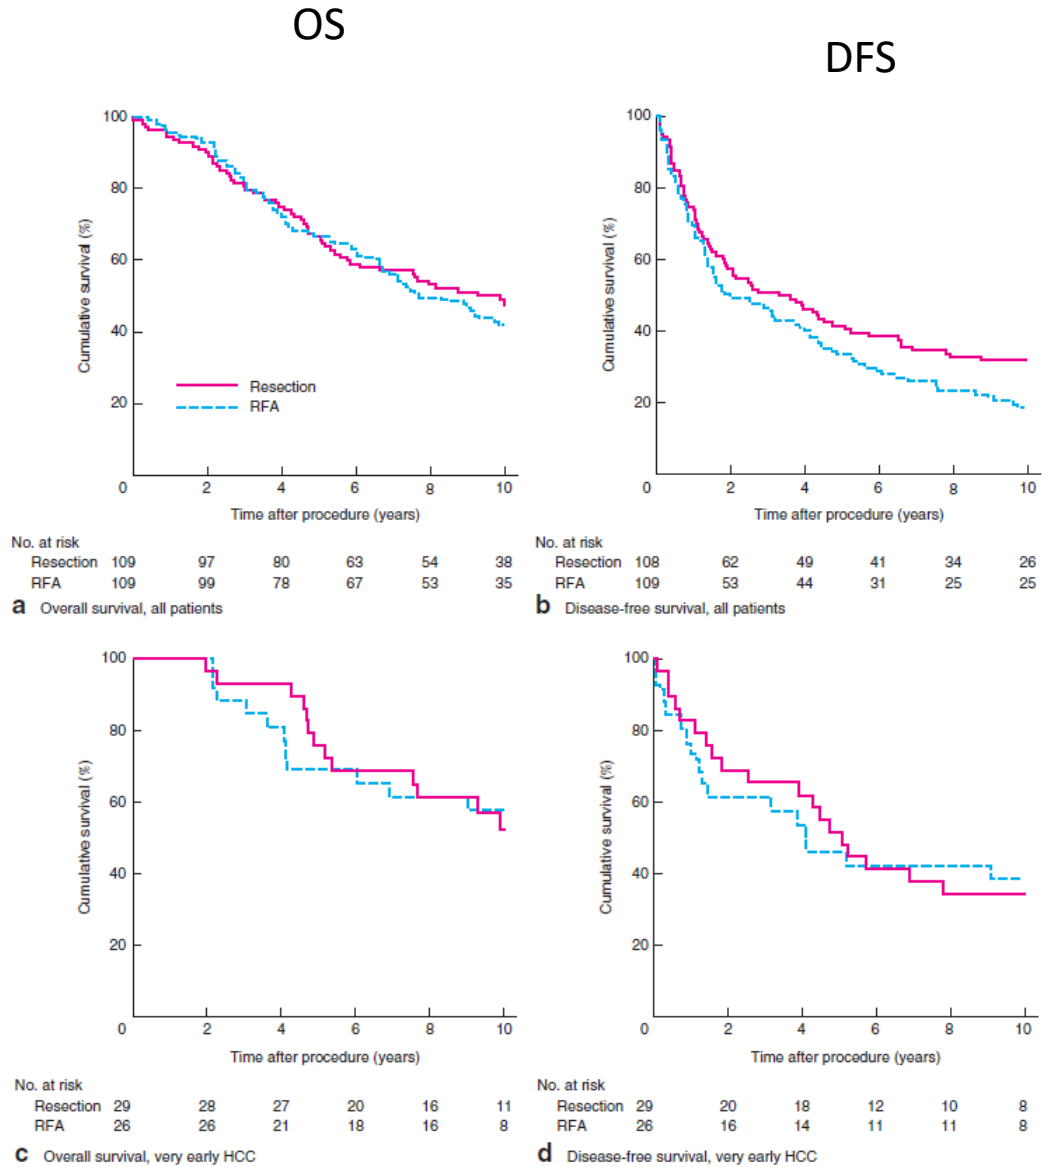 OS
DFS
100
80
60
40
20
0
2
4
6
8
10
Cumulative survival (%)
Resection
RFA
Time after procedure (years)
No. at risk
Resection 109 97 80 63 54 38
RFA 109 99 78 67 53 35
a Overall survival, all patients
100
80
60
40
20
0
2
4
6
8
10
Cumulative survival (%)
Time after procedure (years)
No. at risk
Resection 108 62 49 41 34 26
RFA 109 53 44 31 25 25
b Disease-free survival, all patients
100
80
60
40
20
0
2
4
6
8
10
Cumulative survival (%)
Time after procedure (years)
No. at risk
Resection 29 28 27 20 16 11
RFA 26 26 21 18 16 8
c Overall survival, very early HCC
100
80
60
40
20
0
2
4
6
8
10
Cumulative survival (%)
Time after procedure (years)
No. at risk
Resection 29 20 18 12 10 8
RFA 26 16 14 11 11 8
d Disease-free survival, very early HCC